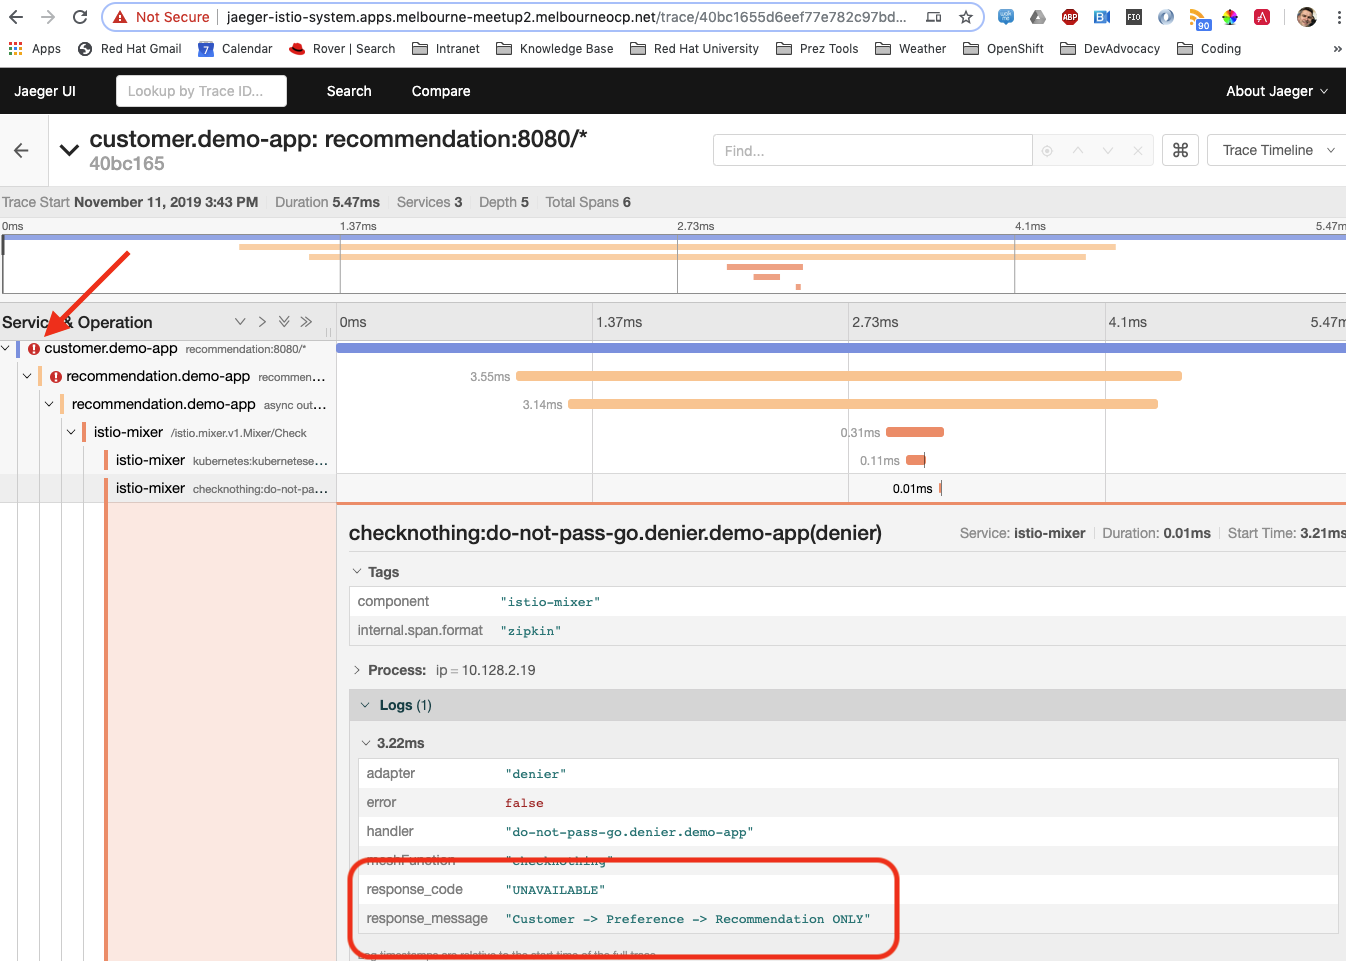 Not Secure jaeger-istio-system.apps.melbourne-meetup2.melbourneocp.net/trace/40bc1655d6eef77e782c97bd...
ABP FIO 90
Apps Red Hat Gmail 7 Calendar Rover | Search Intranet Knowledge Base Red Hat University Prez Tools Weather OpenShift DevAdvocacy Coding »
Jaeger UI Lookup by Trace ID... Search Compare About Jaeger
customer.demo-app: recommendation:8080/*
40bc165
Find... ⌘ Trace Timeline
Trace Start November 11, 2019 3:43 PM Duration 5.47ms Services 3 Depth 5 Total Spans 6
0ms 1.37ms 2.73ms 4.1ms 5.47m
Service & Operation 0ms 1.37ms 2.73ms 4.1ms 5.47m
customer.demo-app recommendation:8080/*
recommendation.demo-app recommen... 3.55ms
recommendation.demo-app async out... 3.14ms
istio-mixer /istio.mixer.v1.Mixer/Check 0.31ms
istio-mixer kubernetes:kubernetese... 0.11ms
istio-mixer checknothing:do-not-pa... 0.01ms
checknothing:do-not-pass-go.denier.demo-app(denier) Service: istio-mixer Duration: 0.01ms Start Time: 3.21ms
Tags
component "istio-mixer"
internal.span.format "zipkin"
Process: ip = 10.128.2.19
Logs (1)
3.22ms
adapter "denier"
error false
handler "do-not-pass-go.denier.demo-app"
meshFunction "checknothing"
response_code "UNAVAILABLE"
response_message "Customer -> Preference -> Recommendation ONLY"
Log timestamps are relative to the start time of the full trace.